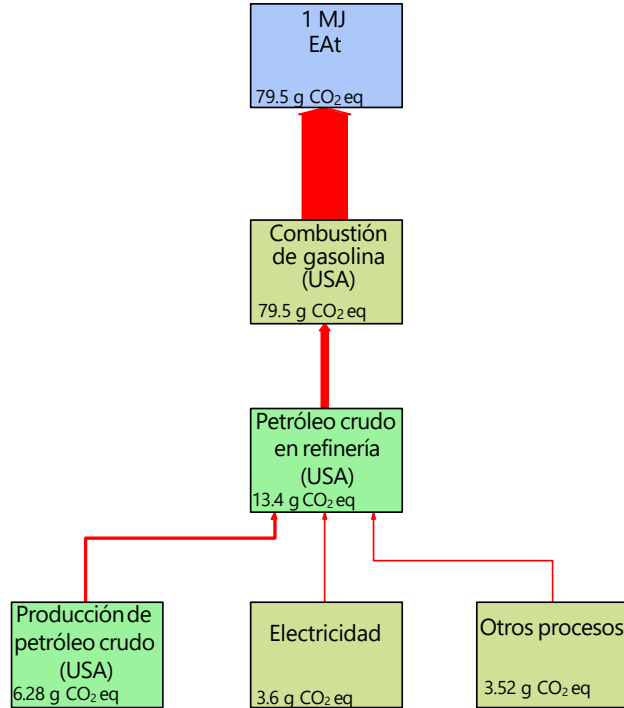 1 MJ
EAt
79.5 g CO₂ eq
Combustión
de gasolina
(USA)
79.5 g CO₂ eq
Petróleo crudo
en refinería
(USA)
13.4 g CO₂ eq
Producción de
petróleo crudo
(USA)
6.28 g CO₂ eq
Electricidad
3.6 g CO₂ eq
Otros procesos
3.52 g CO₂ eq